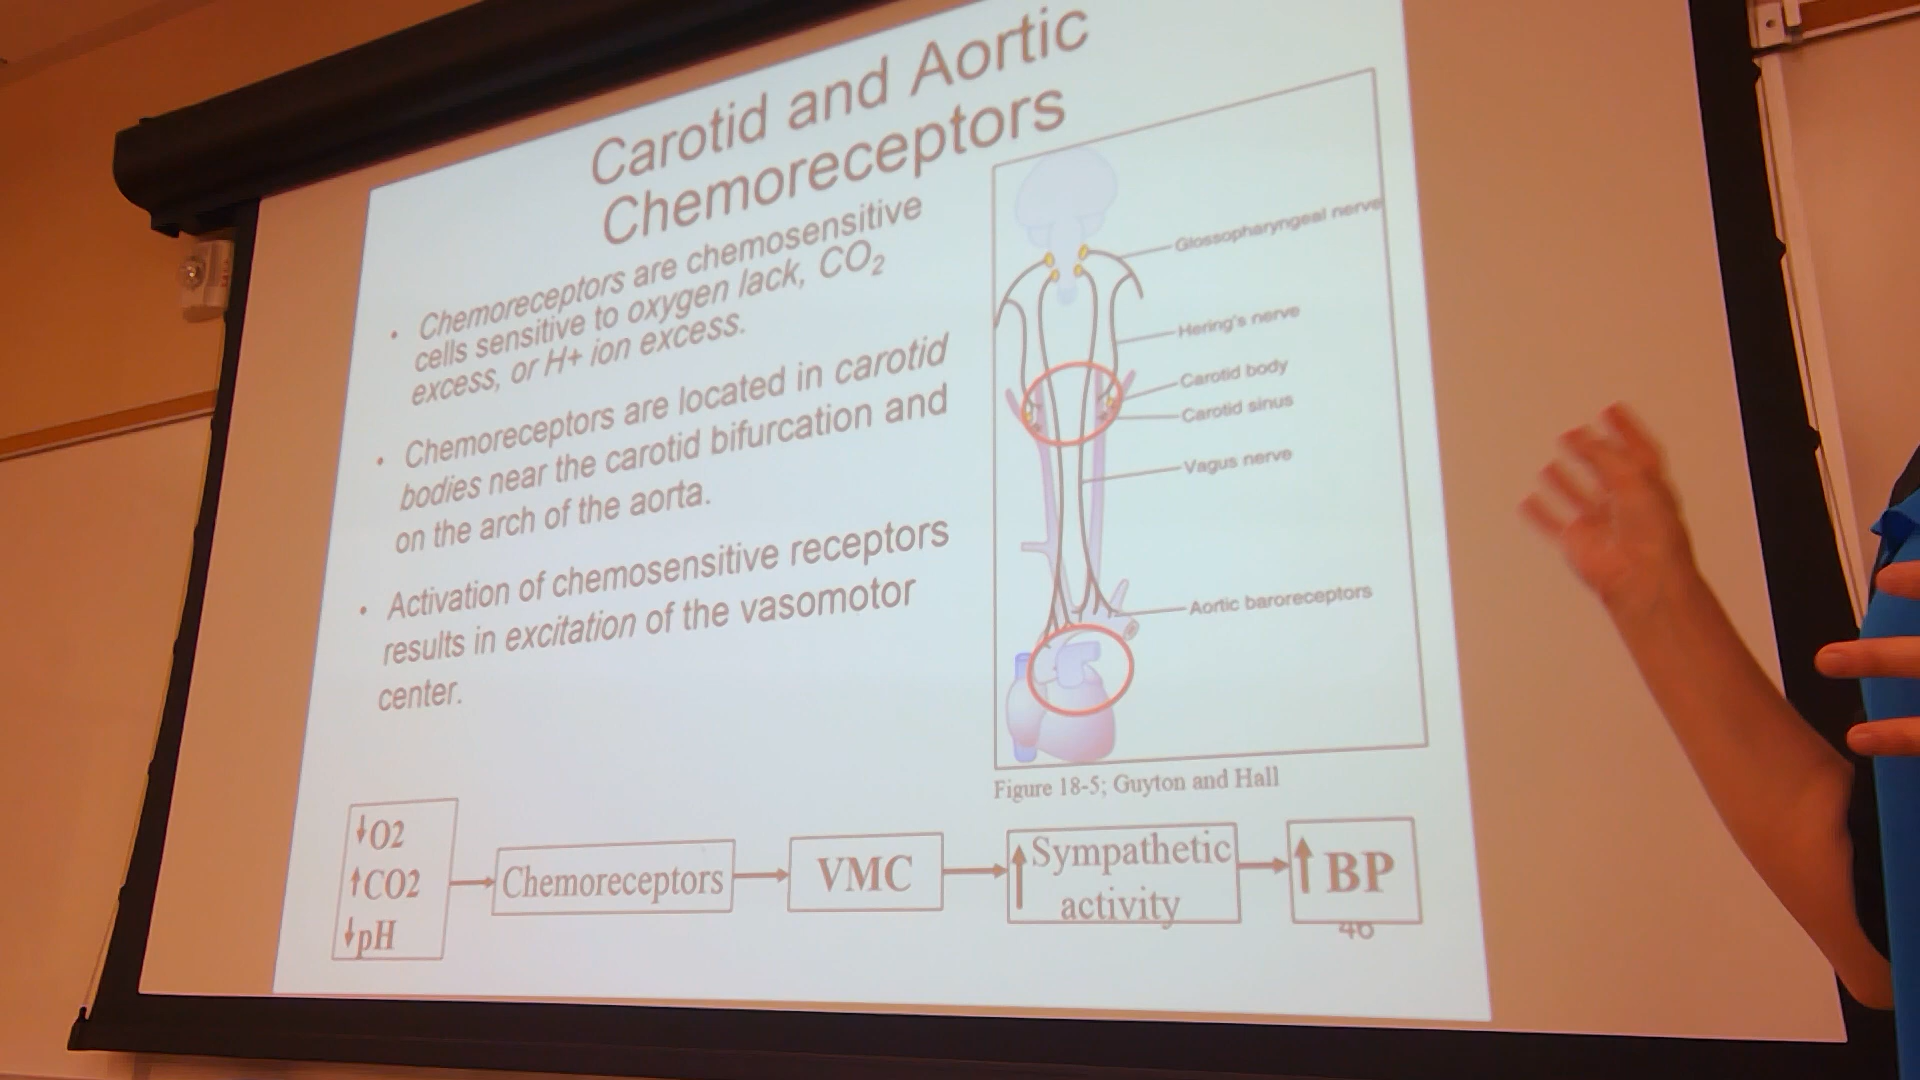 Carotid and Aortic
Chemoreceptors
• Chemoreceptors are chemosensitive
cells sensitive to oxygen lack, CO₂
excess, or H+ ion excess.
• Chemoreceptors are located in carotid
bodies near the carotid bifurcation and
on the arch of the aorta.
• Activation of chemosensitive receptors
results in excitation of the vasomotor
center.
Glossopharyngeal nerve
Hering's nerve
Carotid body
Carotid sinus
Vagus nerve
Aortic baroreceptors
Figure 18-5; Guyton and Hall
↓O2
↑CO2
↓pH
Chemoreceptors
VMC
↑Sympathetic
activity
↑BP
46